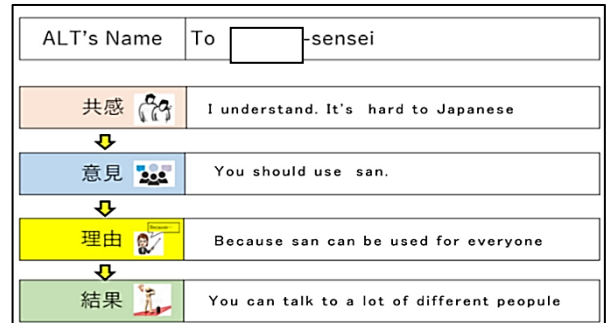 ALT's Name To -sensei
共感 I understand. It's hard to Japanese
意見 You should use san.
理由 Because san can be used for everyone
結果 You can talk to a lot of different peopule